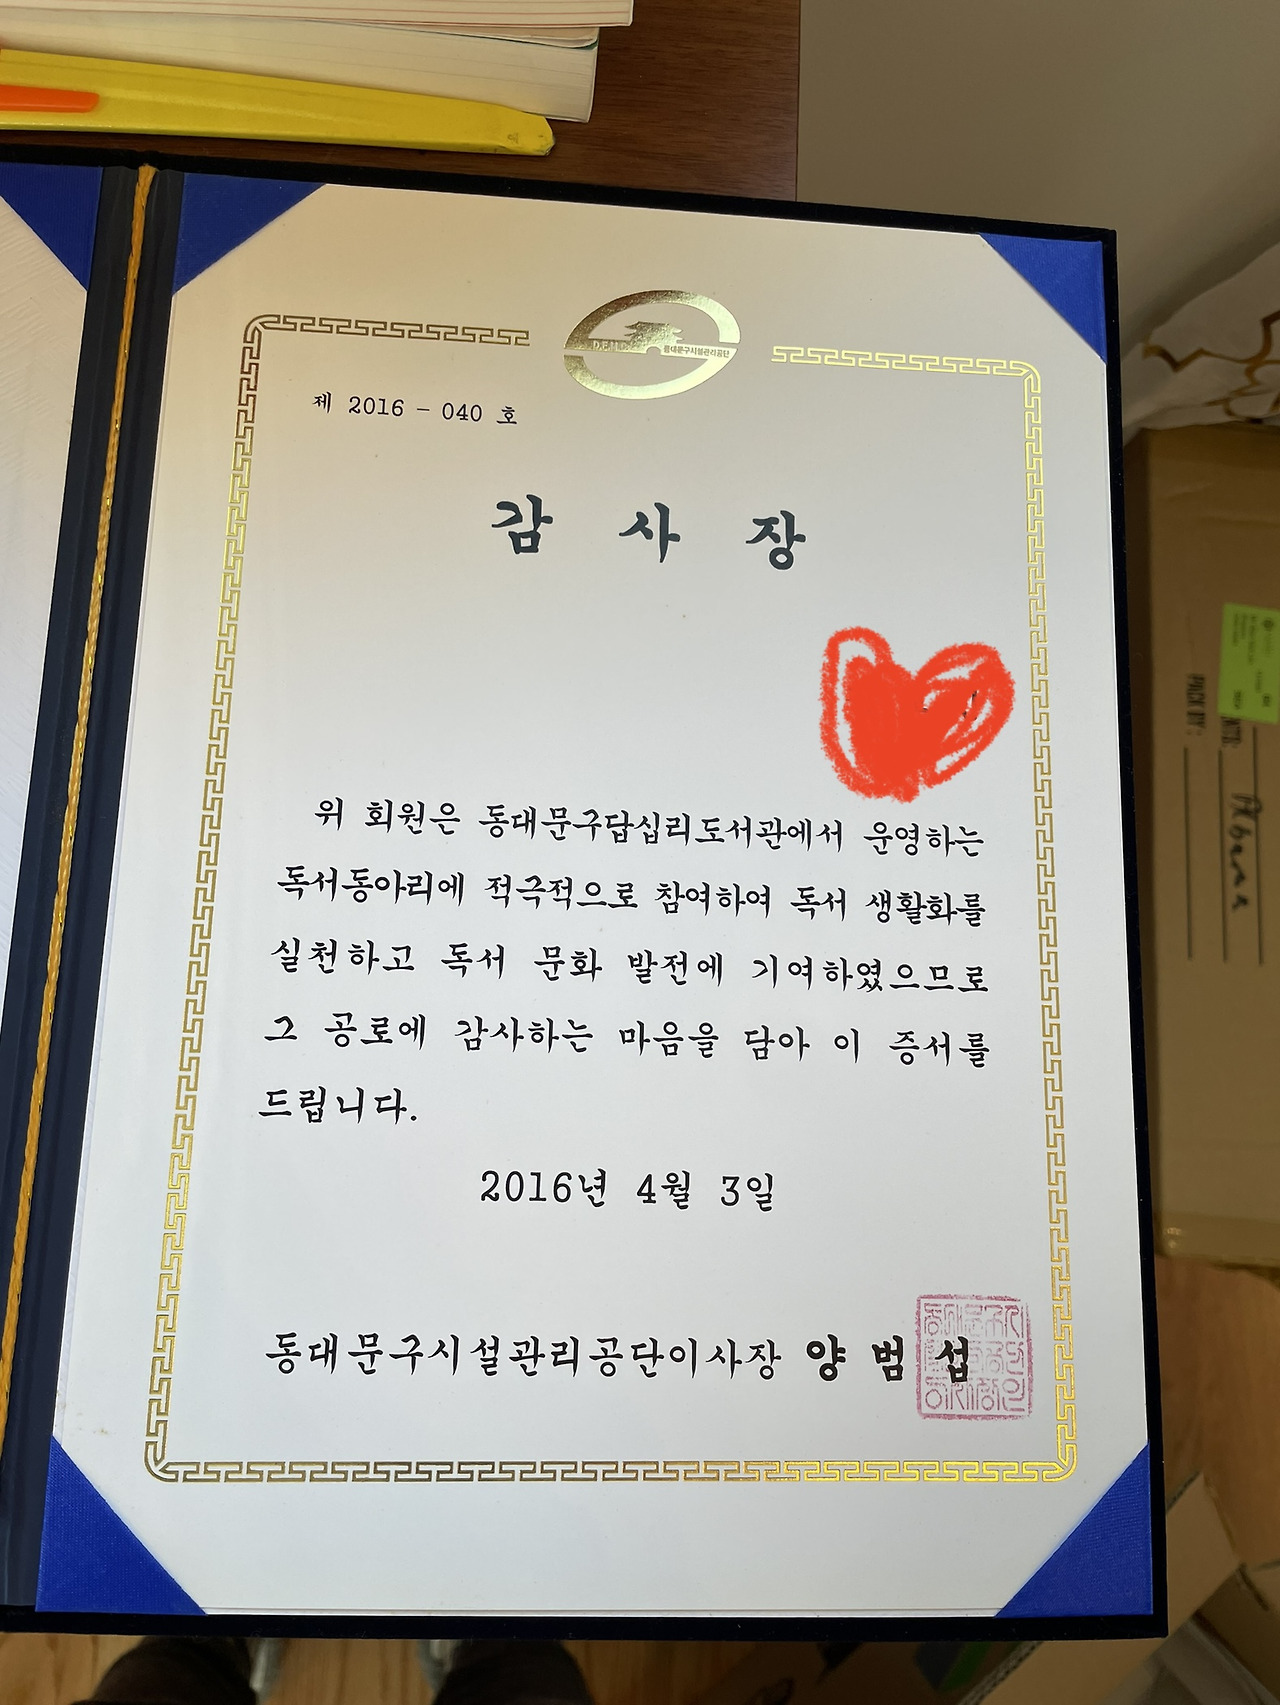 동대문구시설관리공단
제 2016 - 040 호
감 사 장
위 회원은 동대문구답십리도서관에서 운영하는
독서동아리에 적극적으로 참여하여 독서 생활화를
실천하고 독서 문화 발전에 기여하였으므로
그 공로에 감사하는 마음을 담아 이 증서를
드립니다.
2016년 4월 3일
동대문구시설관리공단이사장 양 범 섭
PACK BY: